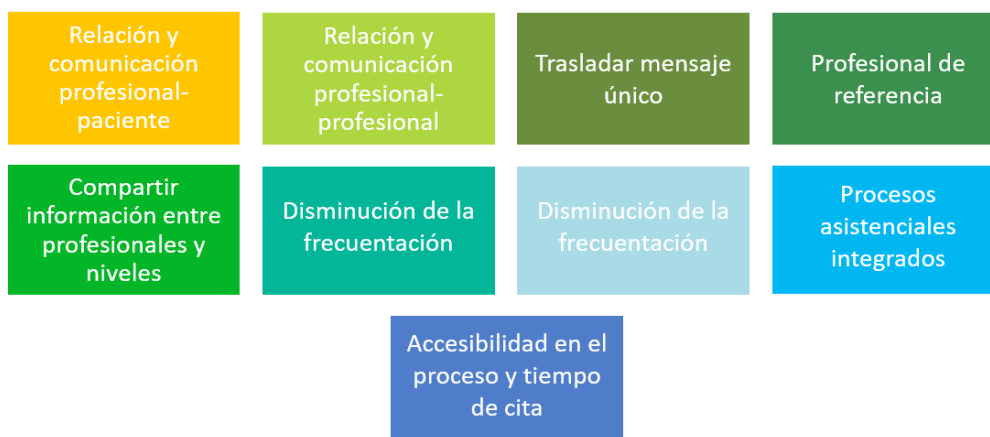 Relación y
comunicación
profesional-
paciente
Relación y
comunicación
profesional-
profesional
Trasladar mensaje
único
Profesional de
referencia
Compartir
información entre
profesionales y
niveles
Disminución de la
frecuentación
Disminución de la
frecuentación
Procesos
asistenciales
integrados
Accesibilidad en el
proceso y tiempo
de cita